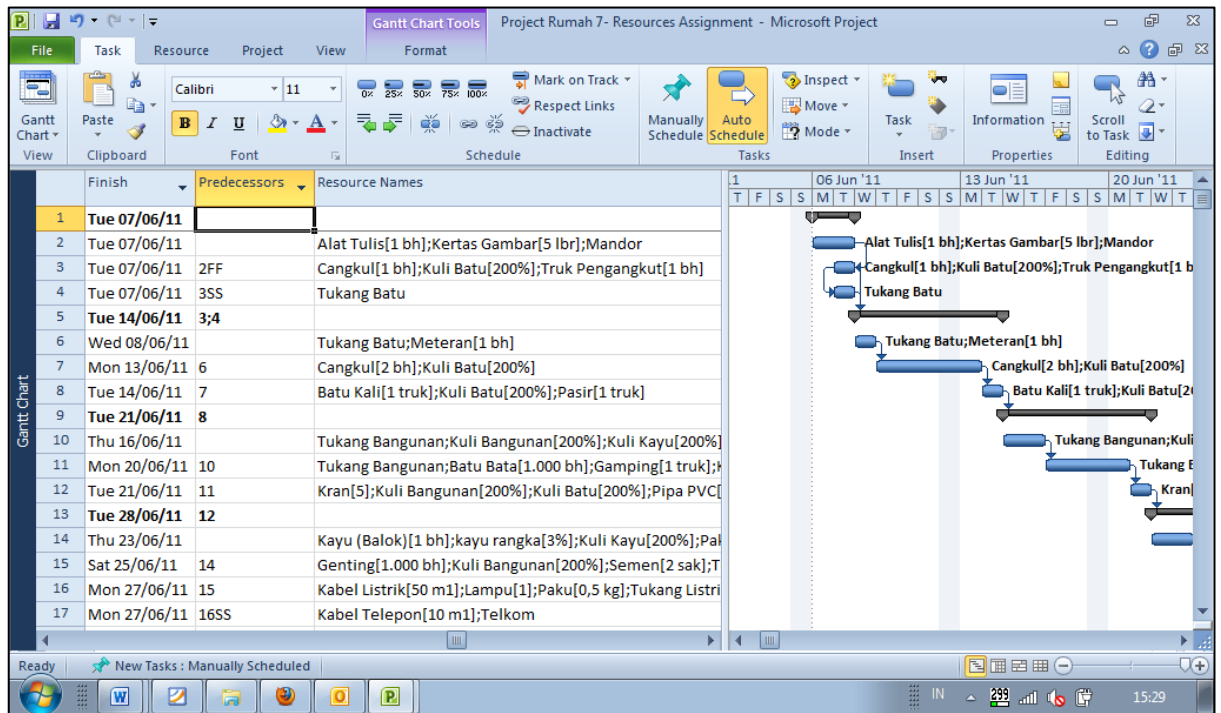 Gantt Chart Tools Project Rumah 7- Resources Assignment - Microsoft Project
File Task Resource Project View Format
Gantt Chart
Paste
Calibri 11
B I U A
0% 25% 50% 75% 100%
Mark on Track
Respect Links
Inactivate
Manually Schedule
Auto Schedule
Inspect
Move
Mode
Task
Information
Scroll to Task
View Clipboard Font Schedule Tasks Insert Properties Editing
Finish Predecessors Resource Names .1 06 Jun '11 13 Jun '11 20 Jun '11
T F S S M T W T F S S M T W T F S S M T W T
1 Tue 07/06/11
2 Tue 07/06/11 Alat Tulis[1 bh];Kertas Gambar[5 lbr];Mandor Alat Tulis[1 bh];Kertas Gambar[5 lbr];Mandor
3 Tue 07/06/11 2FF Cangkul[1 bh];Kuli Batu[200%];Truk Pengangkut[1 bh] Cangkul[1 bh];Kuli Batu[200%];Truk Pengangkut[1 b
4 Tue 07/06/11 3SS Tukang Batu Tukang Batu
5 Tue 14/06/11 3;4
6 Wed 08/06/11 Tukang Batu;Meteran[1 bh] Tukang Batu;Meteran[1 bh]
7 Mon 13/06/11 6 Cangkul[2 bh];Kuli Batu[200%] Cangkul[2 bh];Kuli Batu[200%]
8 Tue 14/06/11 7 Batu Kali[1 truk];Kuli Batu[200%];Pasir[1 truk] Batu Kali[1 truk];Kuli Batu[2
9 Tue 21/06/11 8
10 Thu 16/06/11 Tukang Bangunan;Kuli Bangunan[200%];Kuli Kayu[200%] Tukang Bangunan;Kuli
11 Mon 20/06/11 10 Tukang Bangunan;Batu Bata[1.000 bh];Gamping[1 truk]; Tukang
12 Tue 21/06/11 11 Kran[5];Kuli Bangunan[200%];Kuli Batu[200%];Pipa PVC[ Kran
13 Tue 28/06/11 12
14 Thu 23/06/11 Kayu (Balok)[1 bh];kayu rangka[3%];Kuli Kayu[200%];Pa
15 Sat 25/06/11 14 Genting[1.000 bh];Kuli Bangunan[200%];Semen[2 sak];T
16 Mon 27/06/11 15 Kabel Listrik[50 m1];Lampu[1];Paku[0,5 kg];Tukang Listri
17 Mon 27/06/11 16SS Kabel Telepon[10 m1];Telkom
Gantt Chart
Ready New Tasks : Manually Scheduled
IN 299 15:29